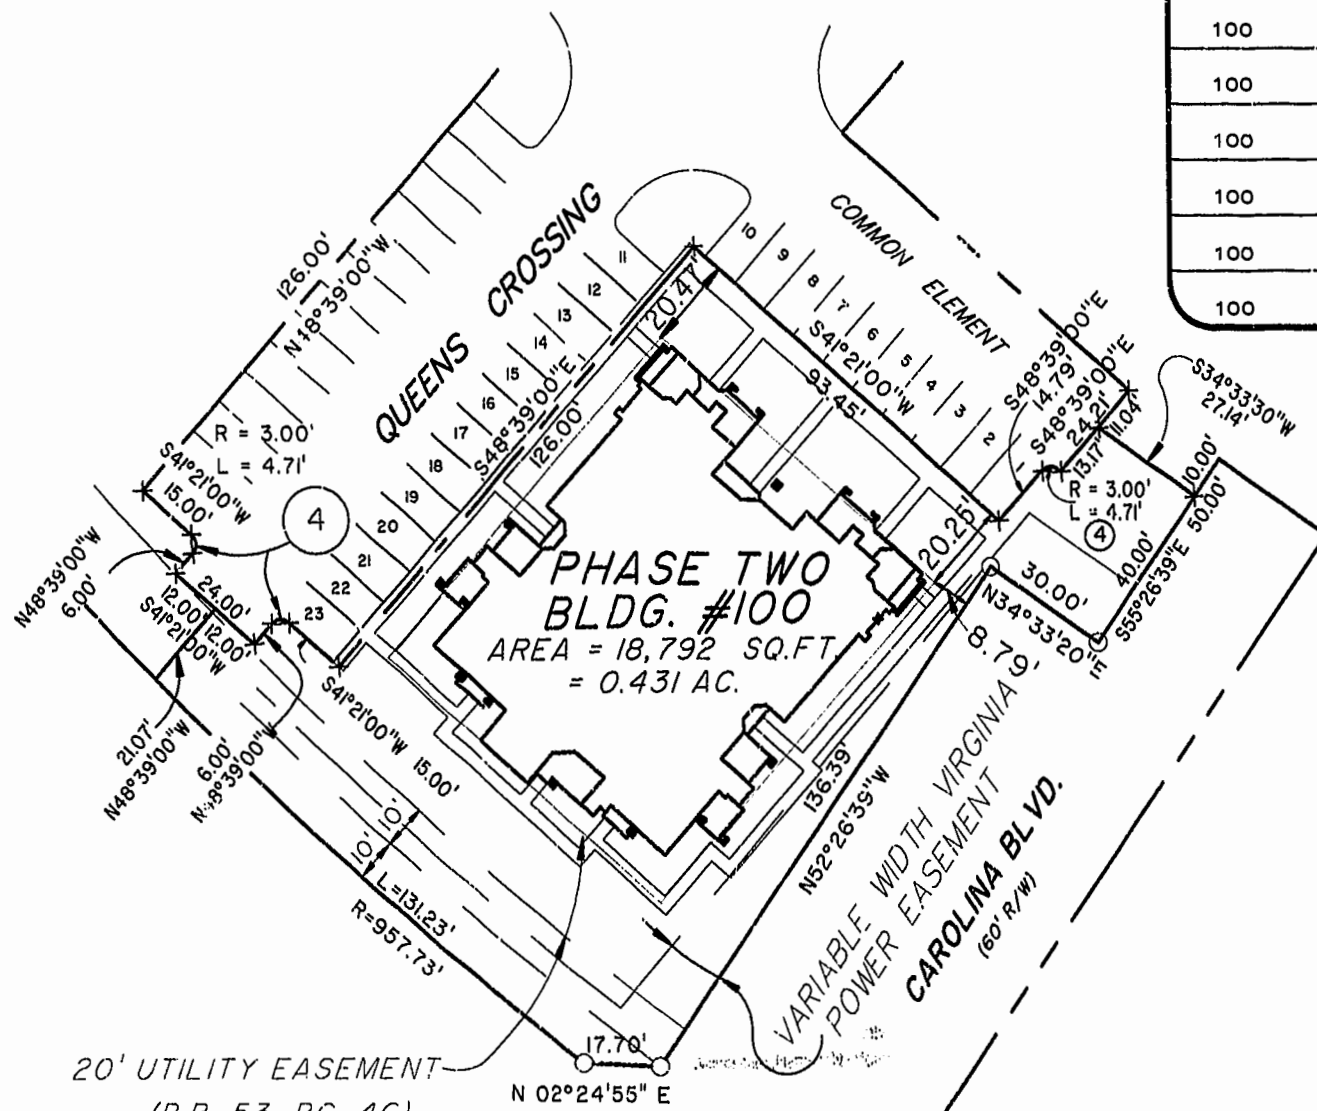 100
100
100
100
100
100
COMMON ELEMENT
QUEENS CROSSING
126.00'
N 48°39'00"W
10
9
8
7
6
5
4
3
2
11
12
13
14
15
16
17
18
19
20
21
22
23
20.47'
S41°21'00"W
93.45'
S48°39'00"E
14.79'
S48°39'00"E
24.21'
13.17'
11.04'
S34°33'30"W
27.14'
10.00'
50.00'
40.00'
S55°26'39"E
R = 3.00'
L = 4.71'
4
30.00'
N34°33'20"E
20.25'
8.79'
S48°39'00"E
126.00'
R = 3.00'
L = 4.71'
4
S41°21'00"W
15.00'
N48°39'00"W
6.00'
24.00'
12.00'
12.00'
S41°21'00"W
21.07'
N48°39'00"W
6.00'
N48°39'00"W
S41°21'00"W 15.00'
PHASE TWO
BLDG. #100
AREA = 18,792 SQ.FT.
= 0.431 AC.
136.39'
N52°26'39"W
10'
10'
L=131.23'
R=957.73'
VARIABLE WIDTH VIRGINIA
POWER EASEMENT
CAROLINA BLVD.
(60' R/W)
17.70'
N 02°24'55" E
20' UTILITY EASEMENT